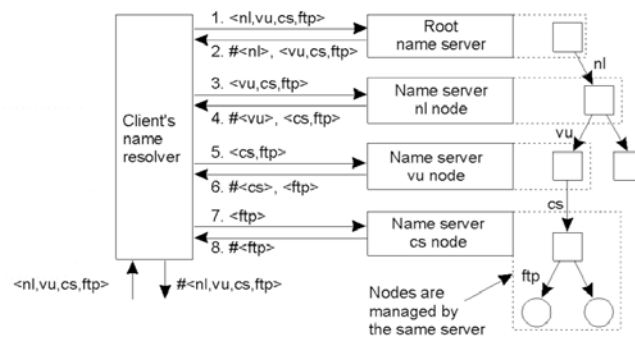 1. <nl,vu,cs,ftp>
Root
name server
2. #<nl>, <vu,cs,ftp>
nl
3. <vu,cs,ftp>
Name server
nl node
4. #<vu>, <cs,ftp>
Client's
name
resolver
vu
5. <cs,ftp>
Name server
vu node
6. #<cs>, <ftp>
cs
7. <ftp>
Name server
cs node
8. #<ftp>
ftp
<nl,vu,cs,ftp>
#<nl,vu,cs,ftp>
Nodes are
managed by
the same server